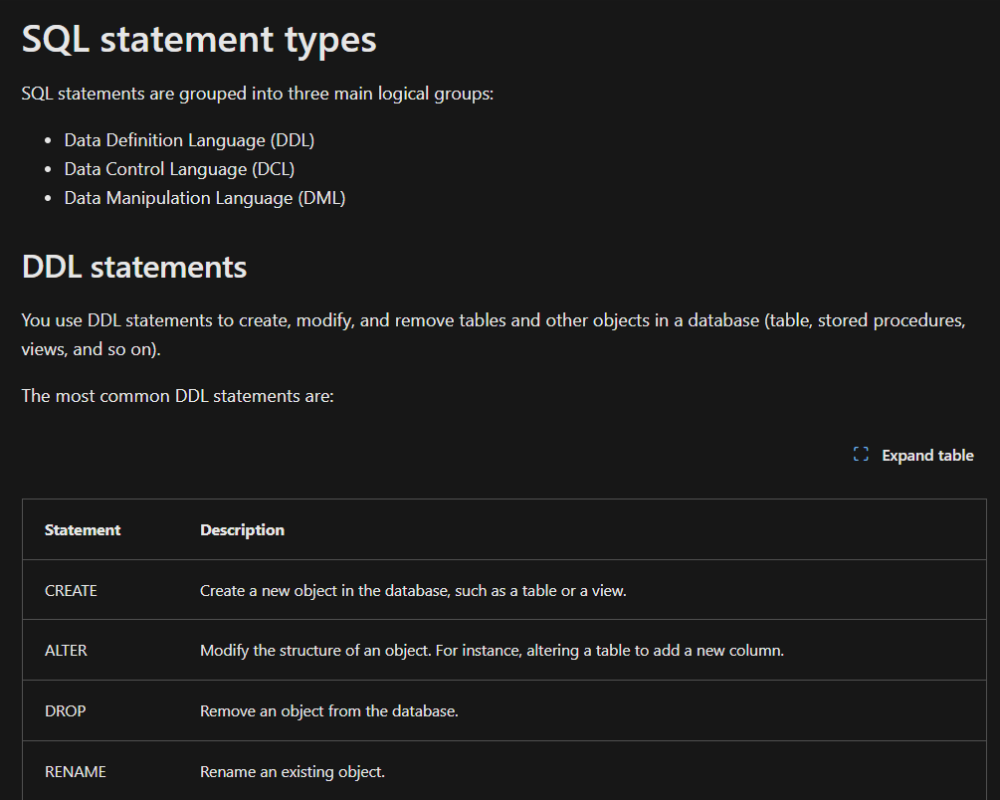 SQL statement types
SQL statements are grouped into three main logical groups:
• Data Definition Language (DDL)
• Data Control Language (DCL)
• Data Manipulation Language (DML)
DDL statements
You use DDL statements to create, modify, and remove tables and other objects in a database (table, stored procedures,
views, and so on).
The most common DDL statements are:
Expand table
Statement Description
CREATE Create a new object in the database, such as a table or a view.
ALTER Modify the structure of an object. For instance, altering a table to add a new column.
DROP Remove an object from the database.
RENAME Rename an existing object.